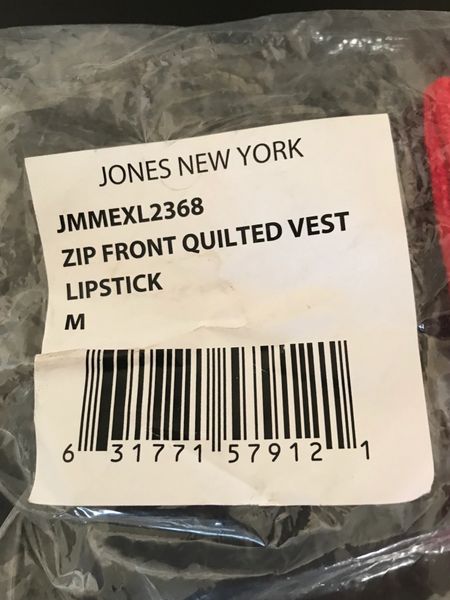 JONES NEW YORK
JMMEXL2368
ZIP FRONT QUILTED VEST
LIPSTICK
M
6 31771 57912 1